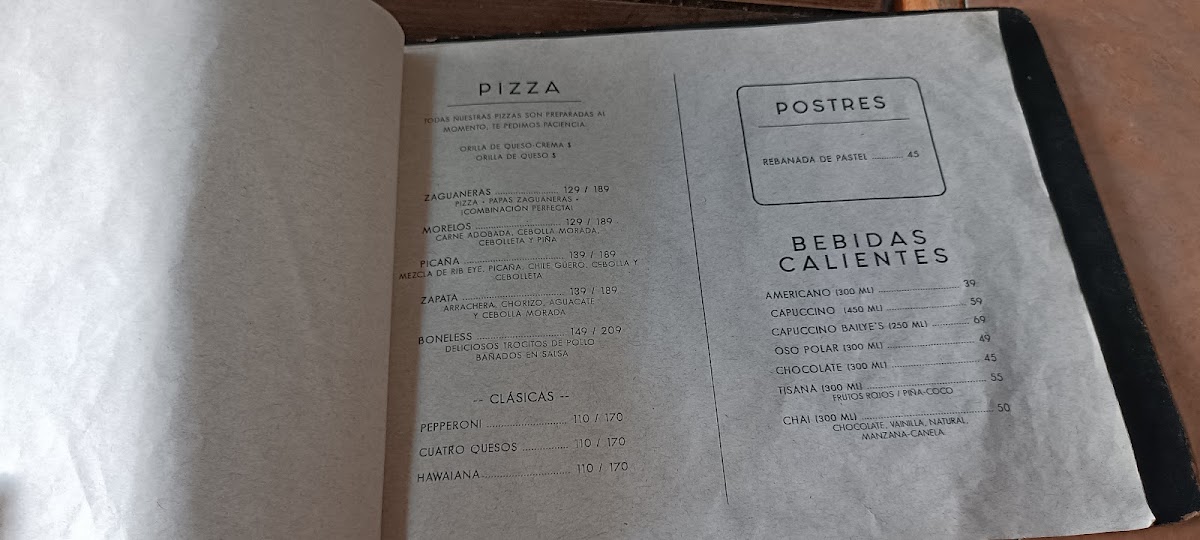 PIZZA
TODAS NUESTRAS PIZZAS SON PREPARADAS AL
MOMENTO, TE PEDIMOS PACIENCIA.
ORILLA DE QUESO-CREMA $
ORILLA DE QUESO $
ZAGUANERAS 129 / 189
PIZZA + PAPAS ZAGUANERAS =
¡COMBINACIÓN PERFECTA!
MORELOS 129 / 189
CARNE ADOBADA, CEBOLLA MORADA,
CEBOLLETA Y PIÑA
PICAÑA 139 / 189
MEZCLA DE RIB EYE, PICAÑA, CHILE GÜERO, CEBOLLA Y
CEBOLLETA
ZAPATA 139 / 189
ARRACHERA, CHORIZO, AGUACATE
Y CEBOLLA MORADA
BONELESS 149 / 209
DELICIOSOS TROCITOS DE POLLO
BAÑADOS EN SALSA
-- CLÁSICAS --
PEPPERONI 110 / 170
CUATRO QUESOS 110 / 170
HAWAIANA 110 / 170
POSTRES
REBANADA DE PASTEL 45
BEBIDAS
CALIENTES
AMERICANO (300 ML) 39
CAPUCCINO (450 ML) 59
CAPUCCINO BAILYE'S (250 ML) 69
OSO POLAR (300 ML) 49
CHOCOLATE (300 ML) 45
TISANA (300 ML) 55
FRUTOS ROJOS / PIÑA-COCO
CHAI (300 ML) 50
CHOCOLATE, VAINILLA, NATURAL,
MANZANA-CANELA